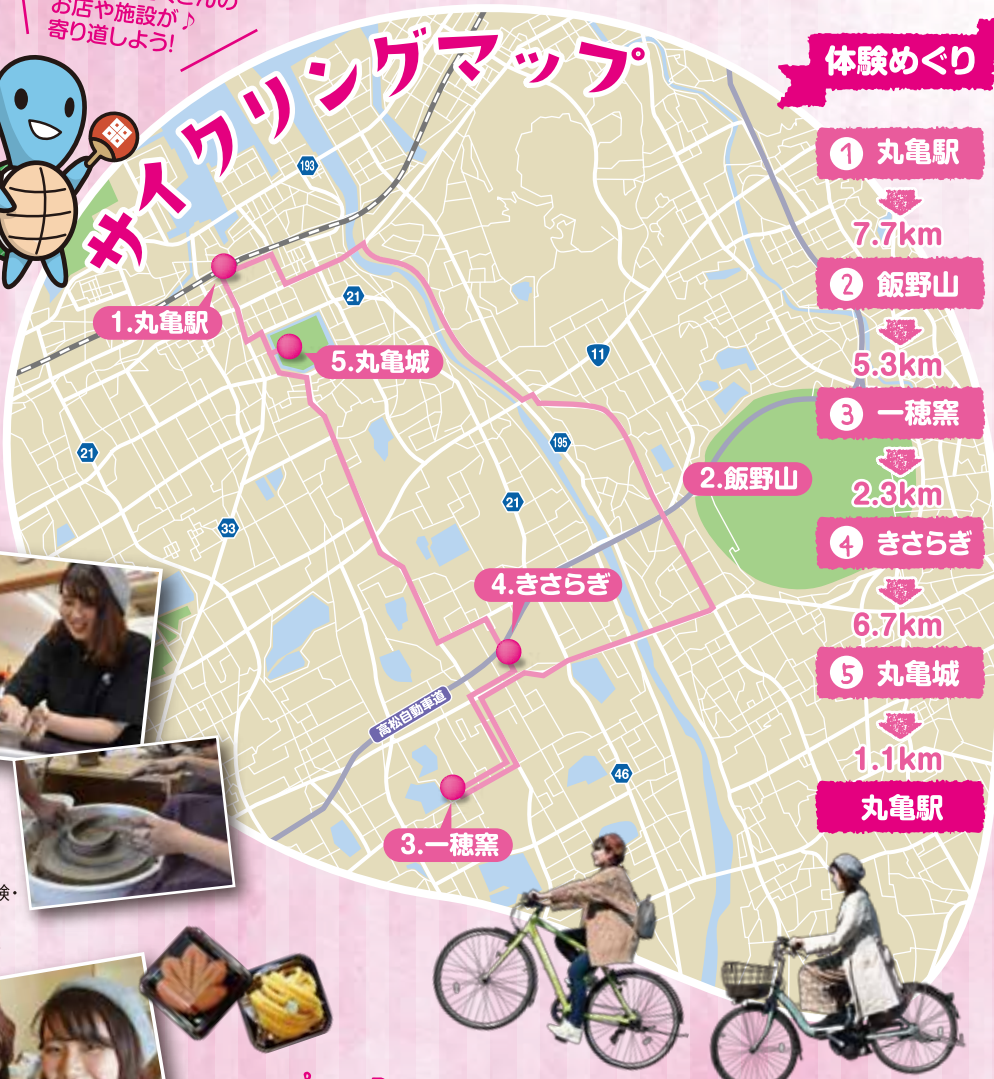 お店や施設が♪
寄り道しよう!
サイクリングマップ
体験めぐり
1 丸亀駅
7.7km
2 飯野山
5.3km
3 一穂窯
2.3km
4 きさらぎ
6.7km
5 丸亀城
1.1km
丸亀駅
193
1.丸亀駅
21
5.丸亀城
11
21
195
2.飯野山
21
33
4.きさらぎ
高松自動車道
46
3.一穂窯
験・